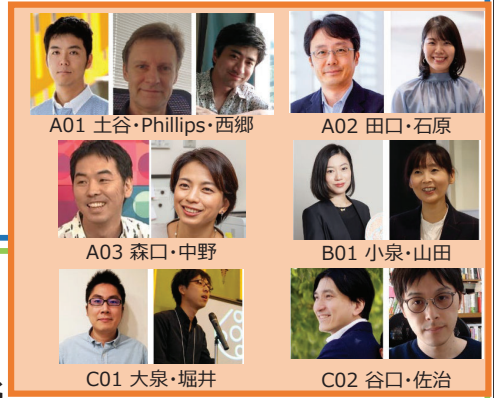 A01 土谷・Phillips・西郷
A02 田口・石原
A03 森口・中野
B01 小泉・山田
C01 大泉・堀井
C02 谷口・佐治